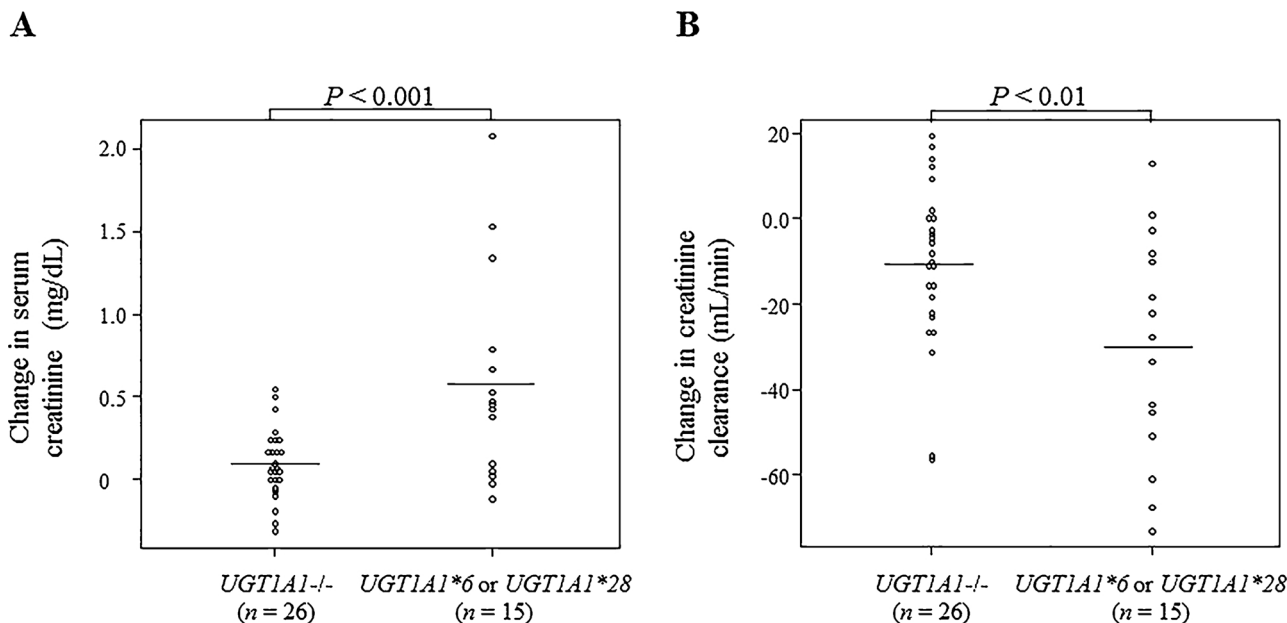 A
P < 0.001
Change in serum
creatinine (mg/dL)
2.0
1.5
1.0
0.5
0
UGT1A1-/-
(n = 26)
UGT1A1*6 or UGT1A1*28
(n = 15)
B
P < 0.01
Change in creatinine
clearance (mL/min)
20
0.0
-20
-40
-60
UGT1A1-/-
(n = 26)
UGT1A1*6 or UGT1A1*28
(n = 15)